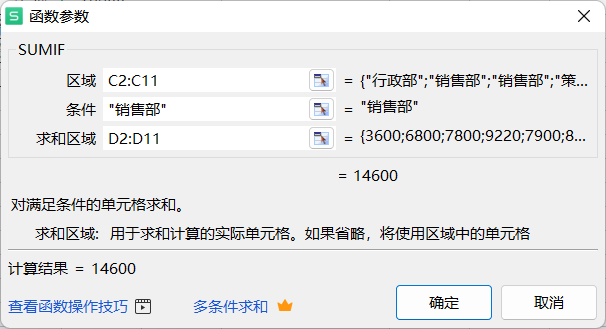 S 函数参数
SUMIF
区域 C2:C11 = {"行政部";"销售部";"销售部";"策...
条件 "销售部" = "销售部"
求和区域 D2:D11 = {3600;6800;7800;9220;7900;8...
= 14600
对满足条件的单元格求和。
求和区域: 用于求和计算的实际单元格。如果省略，将使用区域中的单元格
计算结果 = 14600
查看函数操作技巧 多条件求和 确定 取消